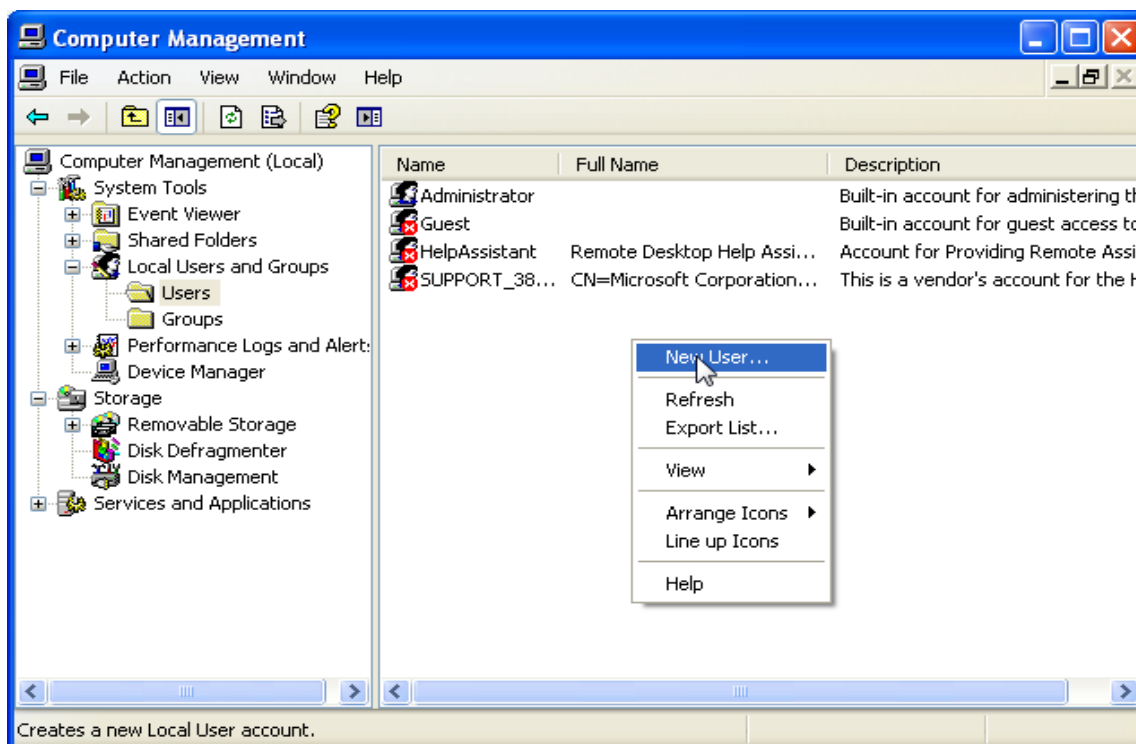 Computer Management
File Action View Window Help
Computer Management (Local)
System Tools
Event Viewer
Shared Folders
Local Users and Groups
Users
Groups
Performance Logs and Alert
Device Manager
Storage
Removable Storage
Disk Defragmenter
Disk Management
Services and Applications
Name Full Name Description
Administrator Built-in account for administering th
Guest Built-in account for guest access to
HelpAssistant Remote Desktop Help Assi... Account for Providing Remote Assi
SUPPORT_38... CN=Microsoft Corporation... This is a vendor's account for the H
New User...
Refresh
Export List...
View
Arrange Icons
Line up Icons
Help
Creates a new Local User account.